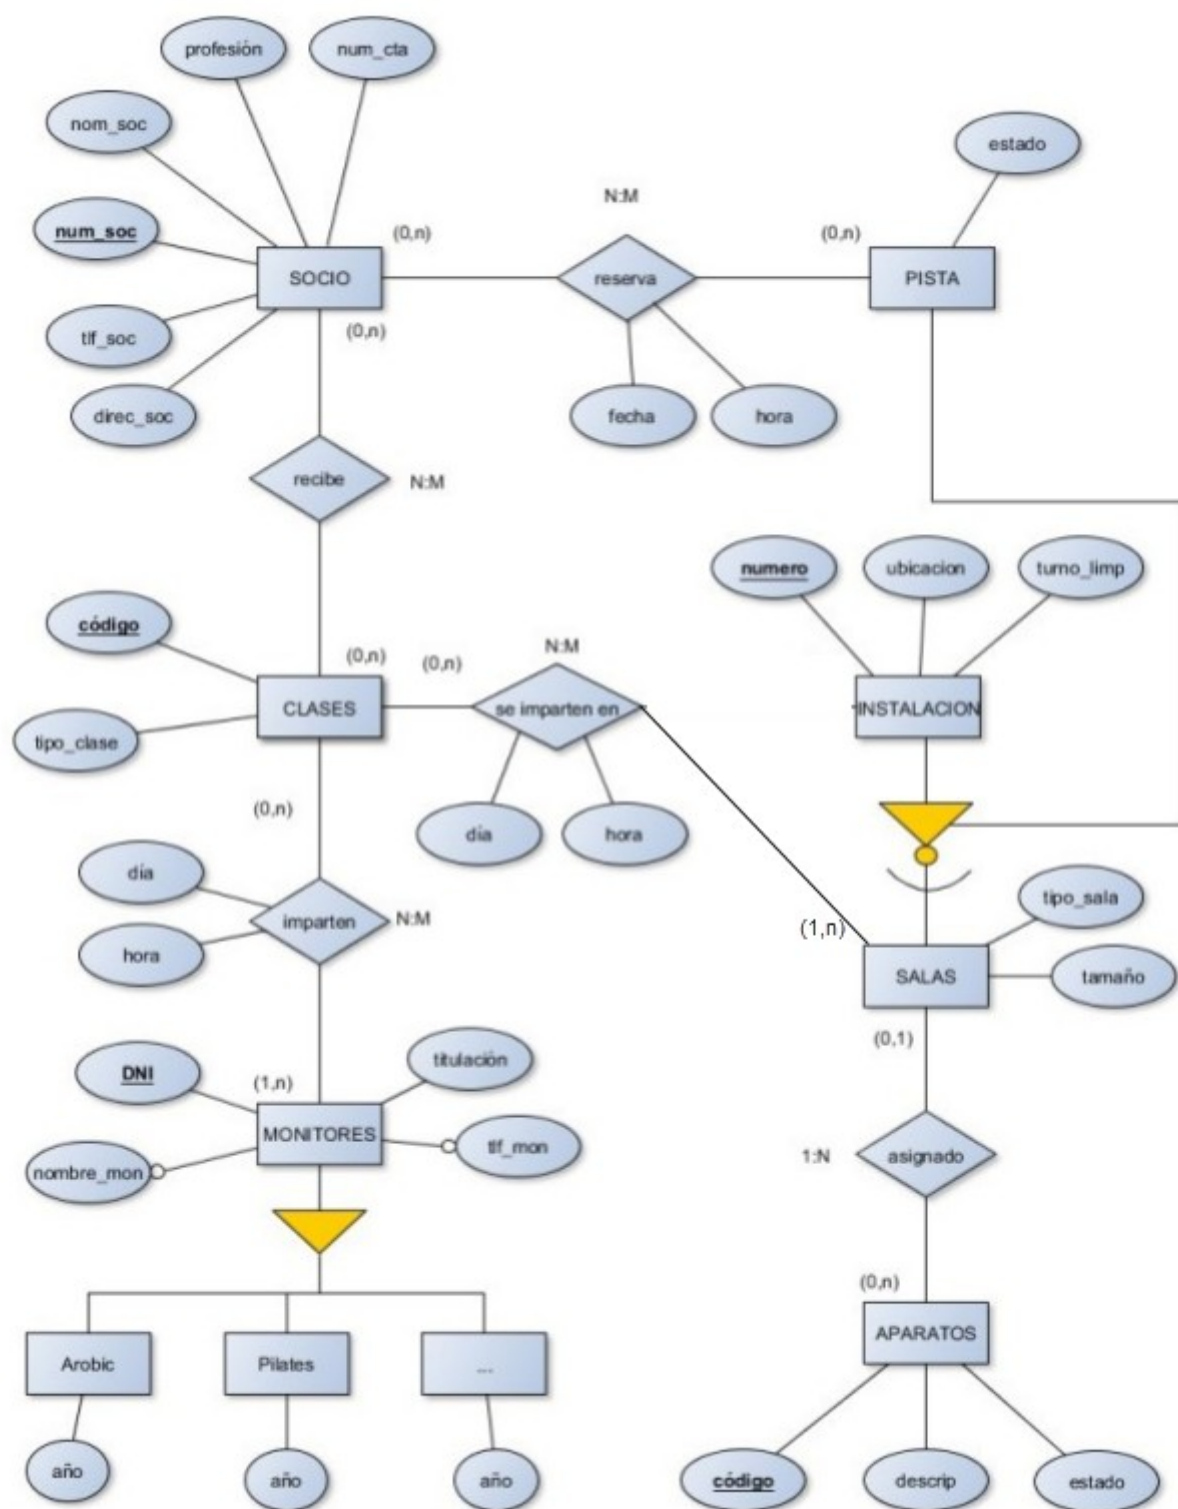 profesión
num_cta
nom_soc
estado
N:M
num_soc
(0,n)
(0,n)
SOCIO
reserva
PISTA
tlf_soc
(0,n)
direc_soc
fecha
hora
recibe
N:M
numero
ubicacion
turno_limp
código
(0,n)
(0,n)
N:M
CLASES
se imparten en
INSTALACION
tipo_clase
(0,n)
día
hora
día
imparten
N:M
hora
tipo_sala
(1,n)
SALAS
tamaño
(0,1)
DNI
(1,n)
titulación
MONITORES
tlf_mon
nombre_mon
1:N
asignado
(0,n)
Arobic
Pilates
...
APARATOS
año
año
año
código
descrip
estado